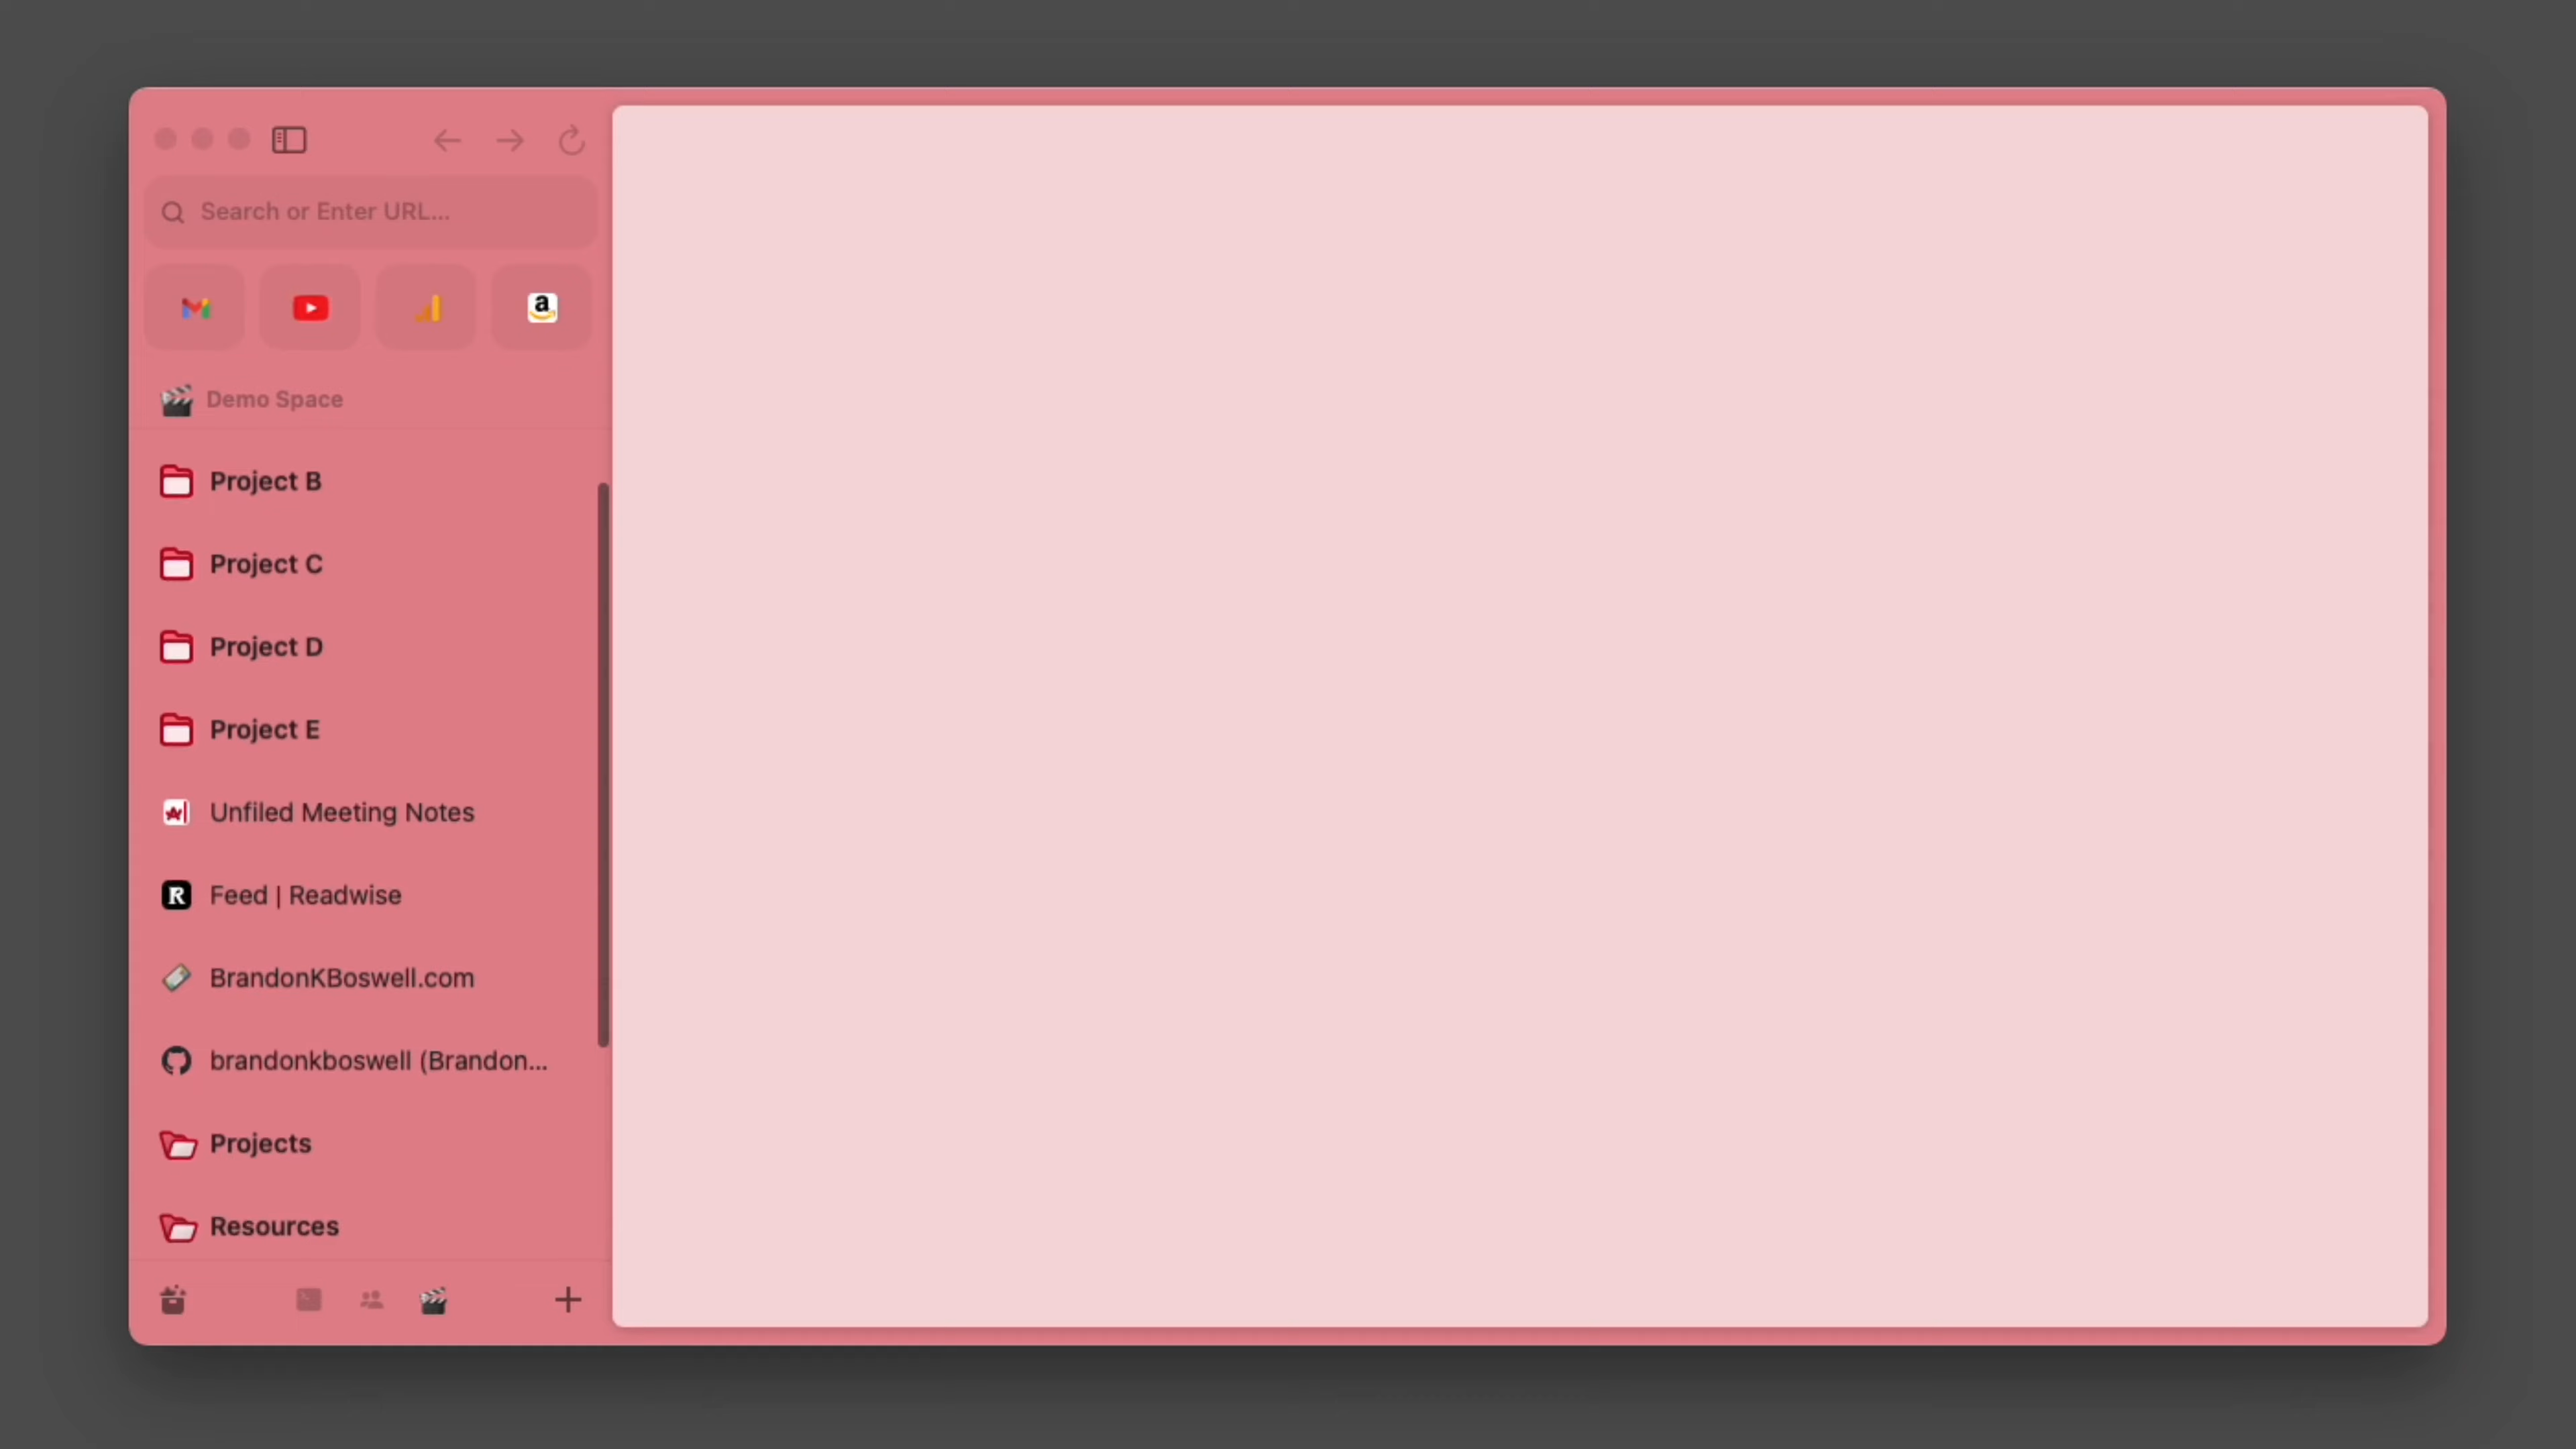 Search or Enter URL...
Demo Space
Project B
Project C
Project D
Project E
Unfiled Meeting Notes
Feed | Readwise
BrandonKBoswell.com
brandonkboswell (Brandon...
Projects
Resources